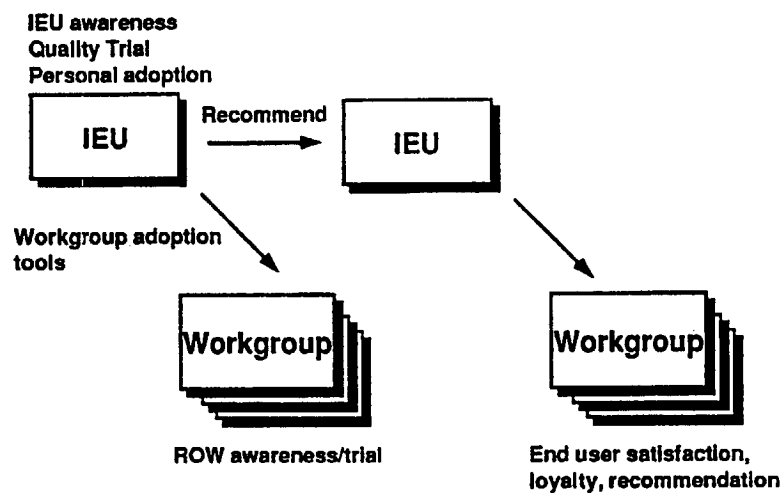 IEU awareness
Quality Trial
Personal adoption
IEU
Recommend
IEU
Workgroup adoption
tools
Workgroup
Workgroup
ROW awareness/trial
End user satisfaction,
loyalty, recommendation